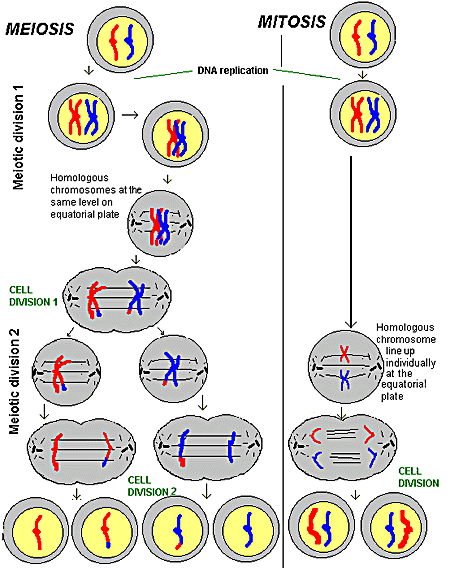 MEIOSIS
MITOSIS
DNA replication
Meiotic division 1
Homologous
chromosomes at the
same level on
equatorial plate
CELL
DIVISION 1
Meiotic division 2
Homologous
chromosome
line up
individually
at the
equatorial
plate
CELL
DIVISION 2
CELL
DIVISION